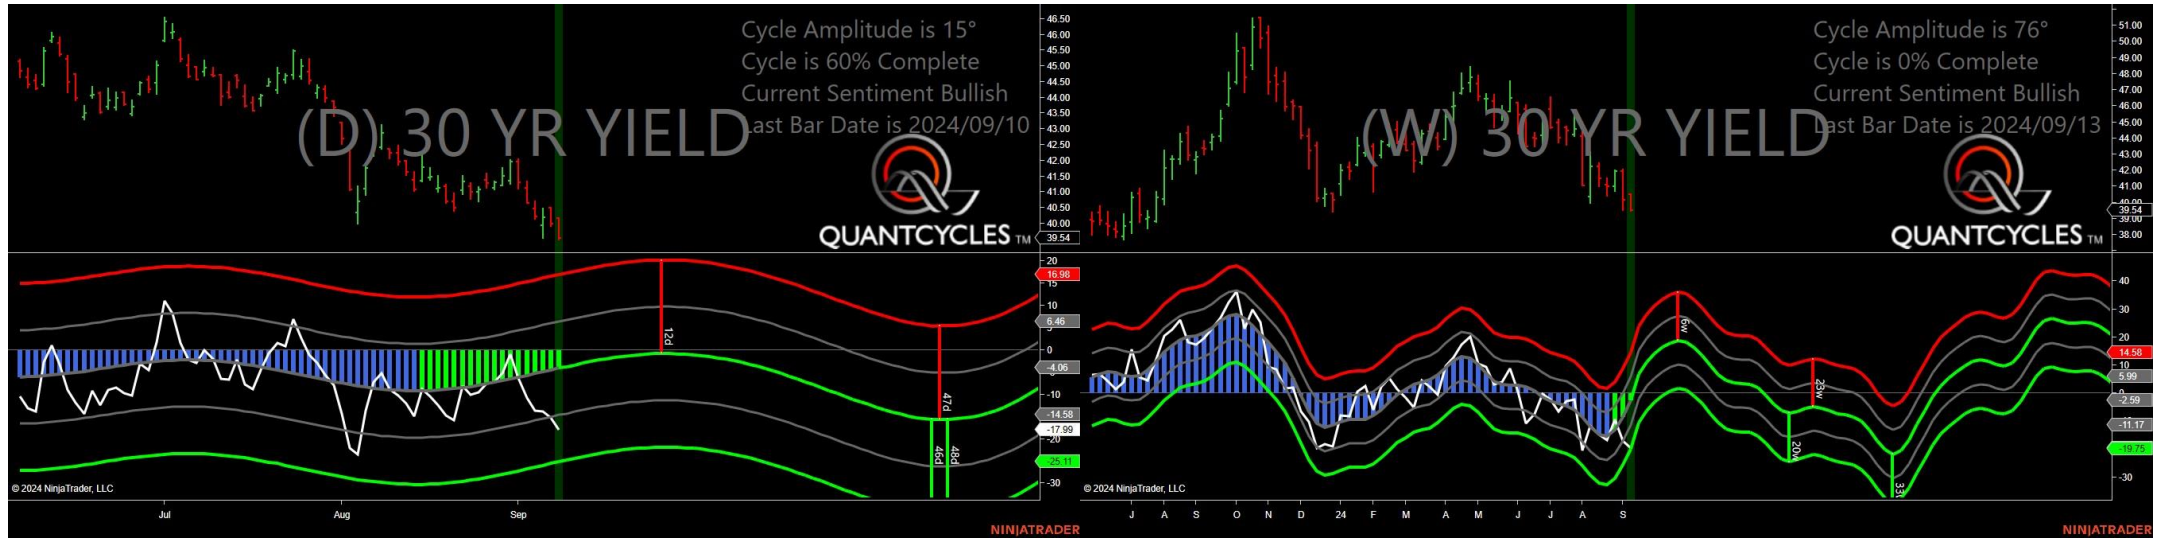 Cycle Amplitude is 15°
Cycle is 60% Complete
Current Sentiment Bullish
Last Bar Date is 2024/09/10
(D) 30 YR YIELD
QUANTCYCLES TM
46.50
46.00
45.50
45.00
44.50
44.00
43.50
43.00
42.50
42.00
41.50
41.00
40.50
40.00
39.54
20
16.98
15
10
6.46
0
-4.06
-10
-14.58
-17.99
-20
-25.11
-30
12d
47d
46d
48d
© 2024 NinjaTrader, LLC
Jul
Aug
Sep
NINJATRADER
Cycle Amplitude is 76°
Cycle is 0% Complete
Current Sentiment Bullish
Last Bar Date is 2024/09/13
(W) 30 YR YIELD
QUANTCYCLES TM
51.00
50.00
49.00
48.00
47.00
46.00
45.00
44.00
43.00
42.00
41.00
39.54
39.00
38.00
40
30
20
14.58
10
5.99
0
-2.59
-11.17
-19.75
-30
6w
23w
20w
© 2024 NinjaTrader, LLC
J A S O N D 24 F M A M J J A S
NINJATRADER